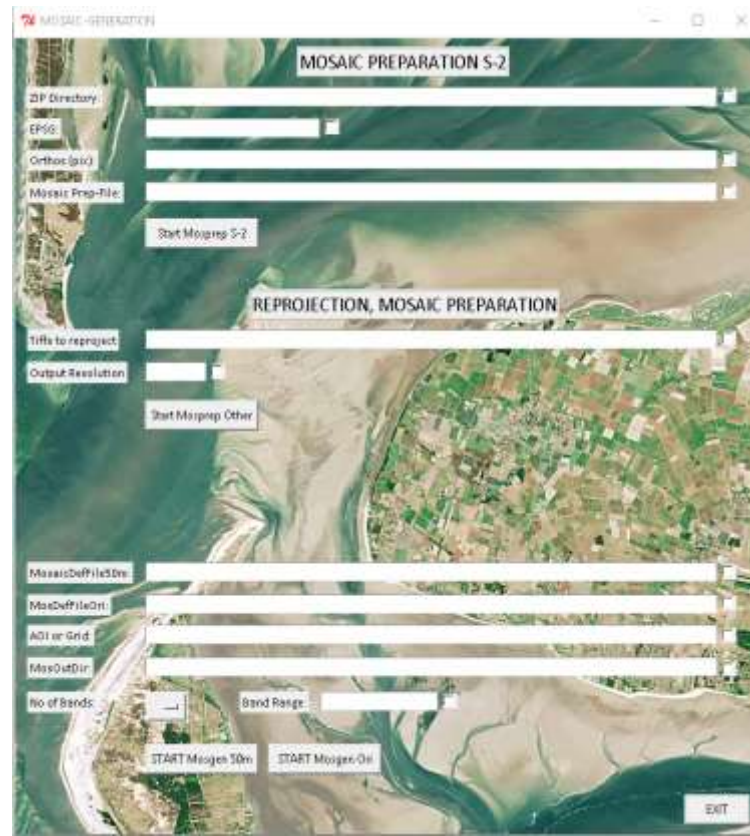 MOSAIC -GENERATION
MOSAIC PREPARATION S-2
ZIP Directory:
EPSG:
Orthos (pix):
Mosaic Prep-File:
Start Mosprep S-2
REPROJECTION, MOSAIC PREPARATION
Tiffs to reproject:
Output Resolution
Start Mosprep Other
MosaicDefFile50m:
MosDefFileOri:
AOI or Grid:
MosOutDir:
No of Bands: Band Range:
START Mosgen 50m START Mosgen Ori
EXIT